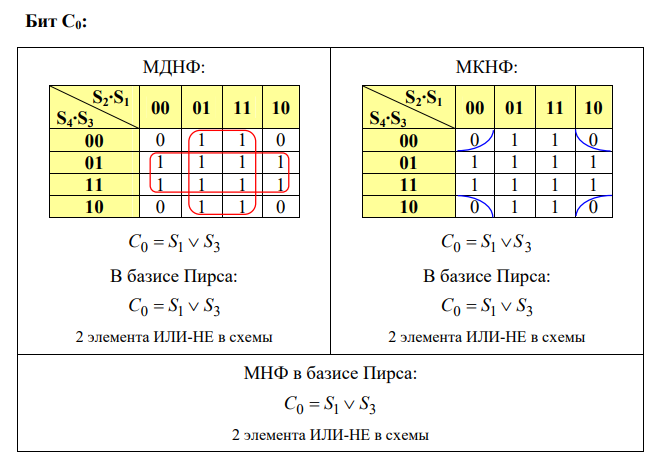 Бит C₀:
МДНФ: МКНФ:
S₂·S₁ S₂·S₁
S₄·S₃ 00 01 11 10 S₄·S₃ 00 01 11 10
00 0 1 1 0 00 0 1 1 0
01 1 1 1 1 01 1 1 1 1
11 1 1 1 1 11 1 1 1 1
10 0 1 1 0 10 0 1 1 0
C₀ = S₁ ∨ S₃ C₀ = S₁ ∨ S₃
В базисе Пирса: В базисе Пирса:
C₀ = S₁ ∨ S₃ C₀ = S₁ ∨ S₃
2 элемента ИЛИ-НЕ в схемы 2 элемента ИЛИ-НЕ в схемы
МНФ в базисе Пирса:
C₀ = S₁ ∨ S₃
2 элемента ИЛИ-НЕ в схемы